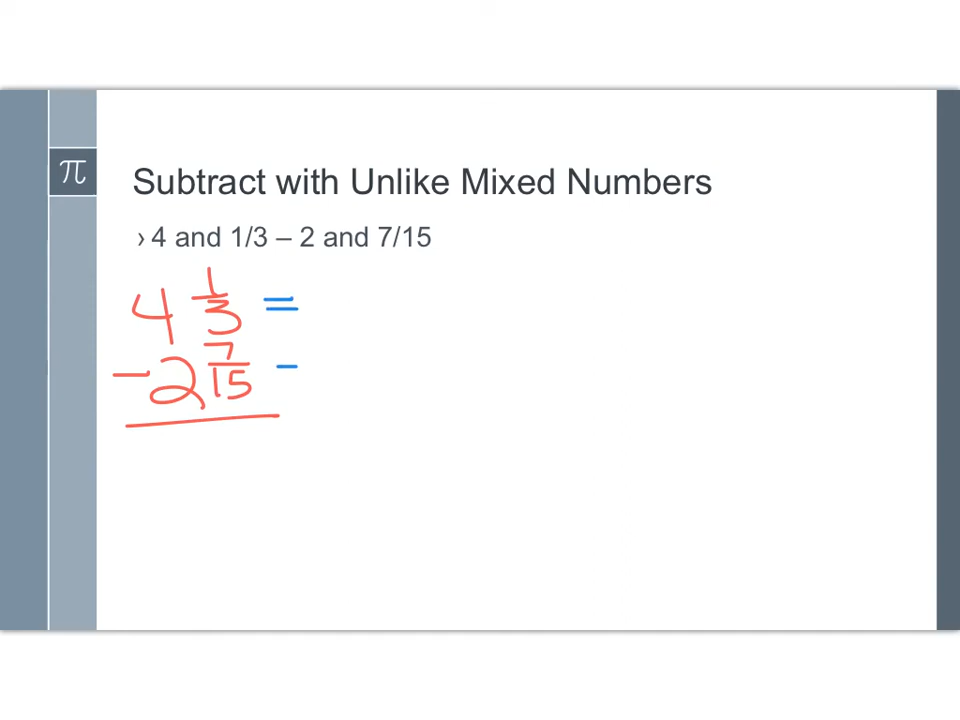 π
Subtract with Unlike Mixed Numbers
› 4 and 1/3 – 2 and 7/15
4 1/3 =
- 2 7/15 -